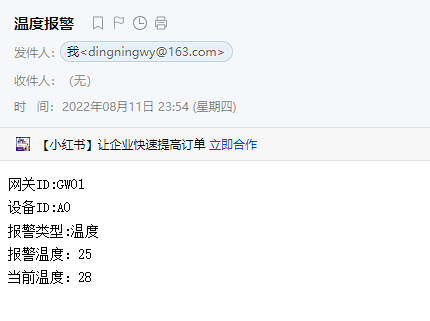 温度报警
发件人：我<dingningwy@163.com>
收件人：(无)
时 间：2022年08月11日 23:54 (星期四)
【小红书】让企业快速提高订单 立即合作
网关ID:GW01
设备ID:A0
报警类型:温度
报警温度：25
当前温度：28